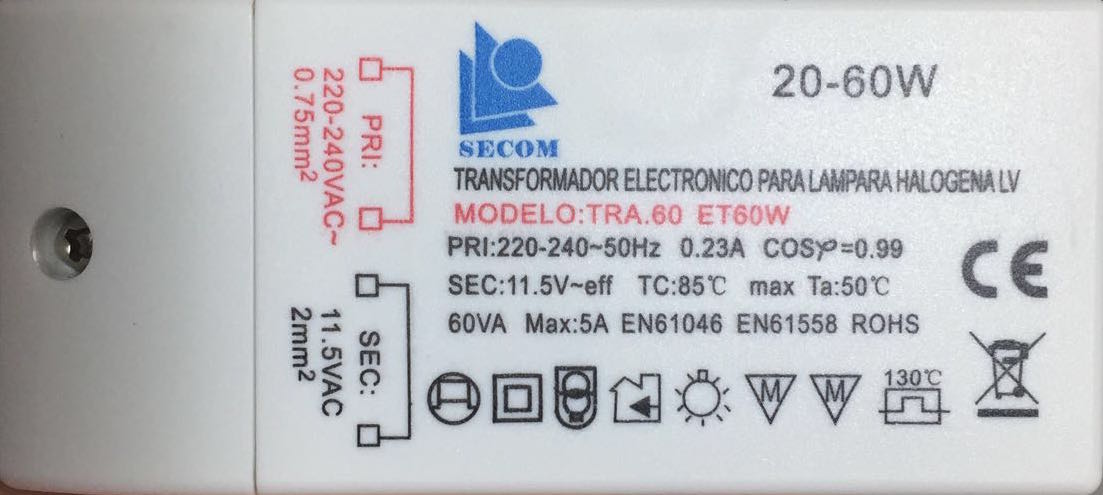 220-240VAC~
0.75mm²
PRI:
11.5VAC
2mm²
SEC:
SECOM
20-60W
TRANSFORMADOR ELECTRONICO PARA LAMPARA HALOGENA LV
MODELO:TRA.60 ET60W
PRI:220-240~50Hz 0.23A COSφ=0.99
SEC:11.5V~eff TC:85℃ max Ta:50℃
60VA Max:5A EN61046 EN61558 ROHS
CE
M M 130℃